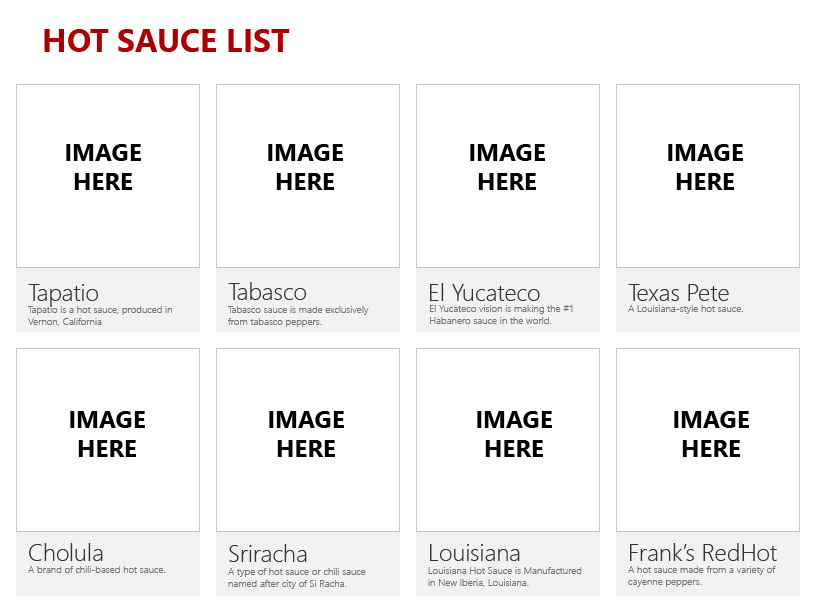 HOT SAUCE LIST
IMAGE
HERE
IMAGE
HERE
IMAGE
HERE
IMAGE
HERE
Tapatio
Tapatio is a hot sauce, produced in
Vernon, California
Tabasco
Tabasco sauce is made exclusively
from tabasco peppers.
El Yucateco
El Yucateco vision is making the #1
Habanero sauce in the world.
Texas Pete
A Louisiana-style hot sauce.
IMAGE
HERE
IMAGE
HERE
IMAGE
HERE
IMAGE
HERE
Cholula
A brand of chili-based hot sauce.
Sriracha
A type of hot sauce or chili sauce
named after city of Si Racha.
Louisiana
Louisiana Hot Sauce is Manufactured
in New Iberia, Louisiana.
Frank’s RedHot
A hot sauce made from a variety of
cayenne peppers.